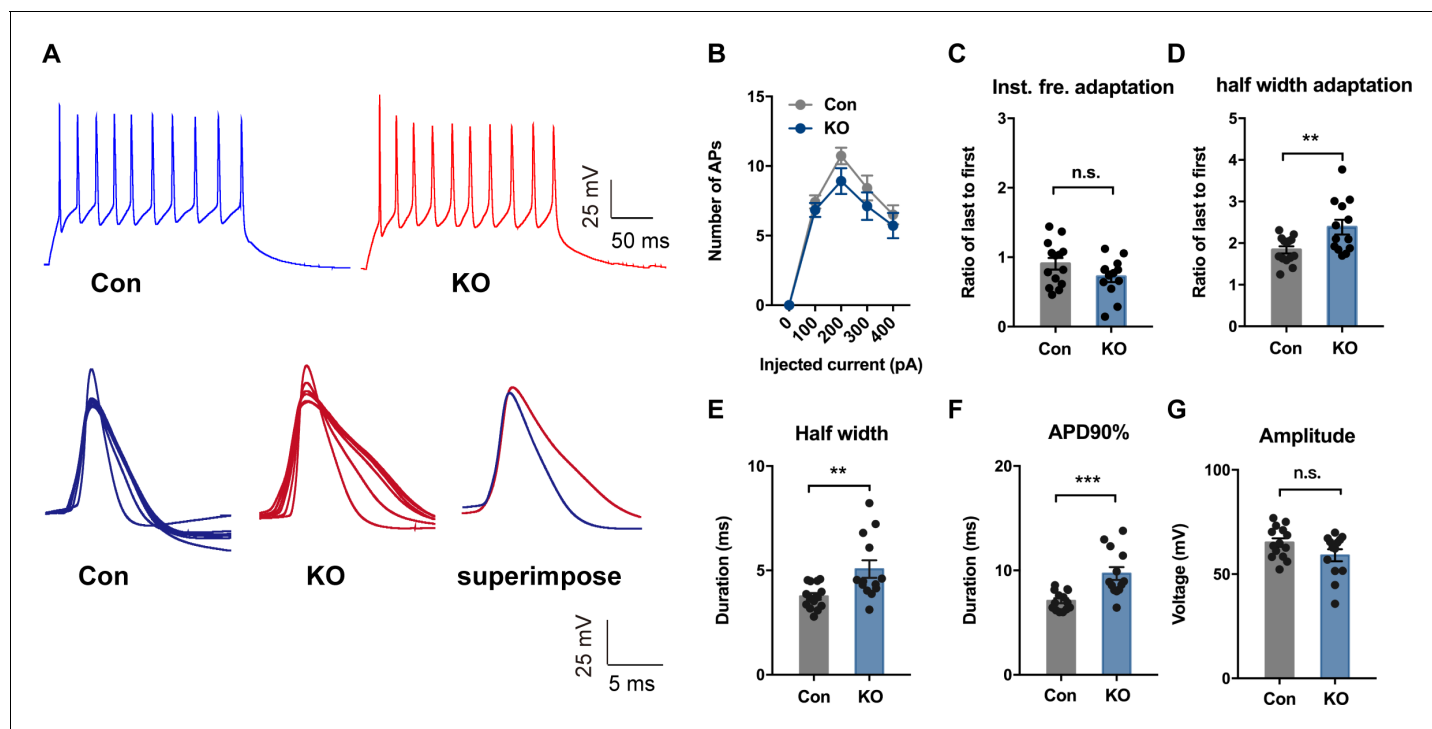 A
Con
KO
25 mV
50 ms
Con
KO
superimpose
25 mV
5 ms
B
Con
KO
Number of APs
15
10
5
0
0
100
200
300
400
Injected current (pA)
C
Inst. fre. adaptation
Ratio of last to first
3
2
1
0
n.s.
Con
KO
D
half width adaptation
Ratio of last to first
5
4
3
2
1
0
**
Con
KO
E
Half width
Duration (ms)
10
5
0
**
Con
KO
F
APD90%
Duration (ms)
20
10
0
***
Con
KO
G
Amplitude
Voltage (mV)
100
50
0
n.s.
Con
KO